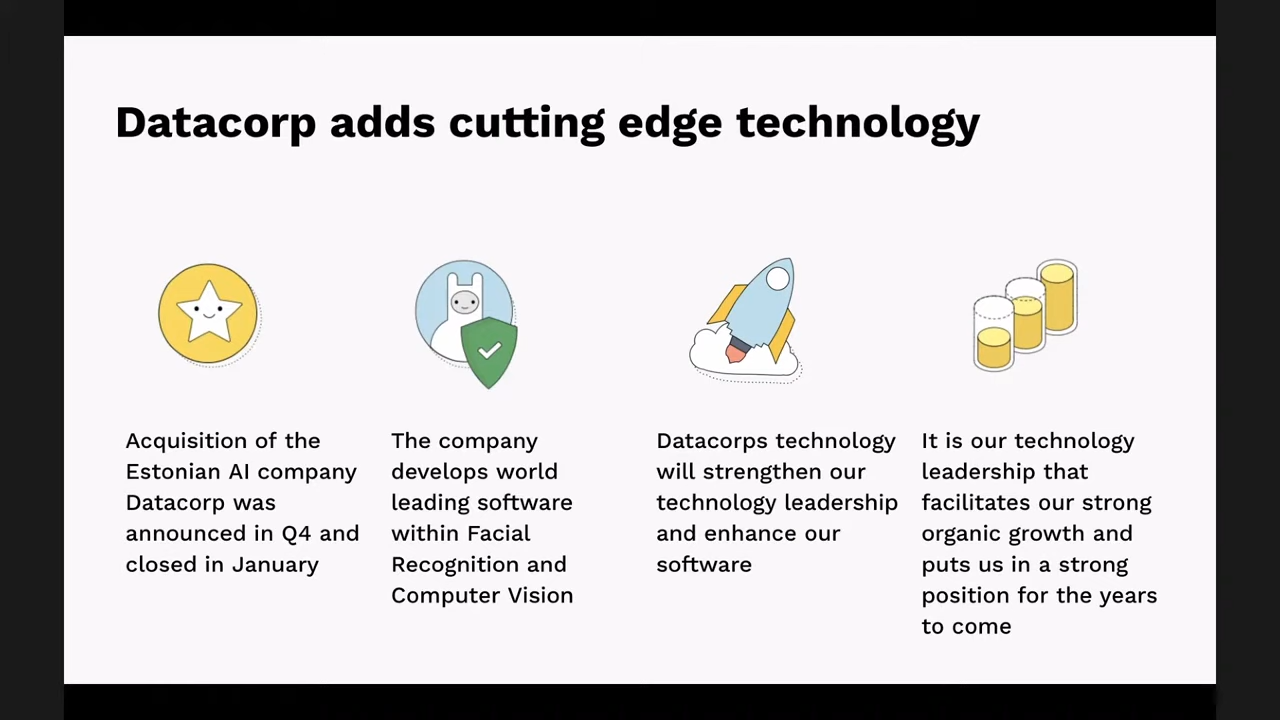 Datacorp adds cutting edge technology
Acquisition of the
Estonian AI company
Datacorp was
announced in Q4 and
closed in January
The company
develops world
leading software
within Facial
Recognition and
Computer Vision
Datacorps technology
will strengthen our
technology leadership
and enhance our
software
It is our technology
leadership that
facilitates our strong
organic growth and
puts us in a strong
position for the years
to come